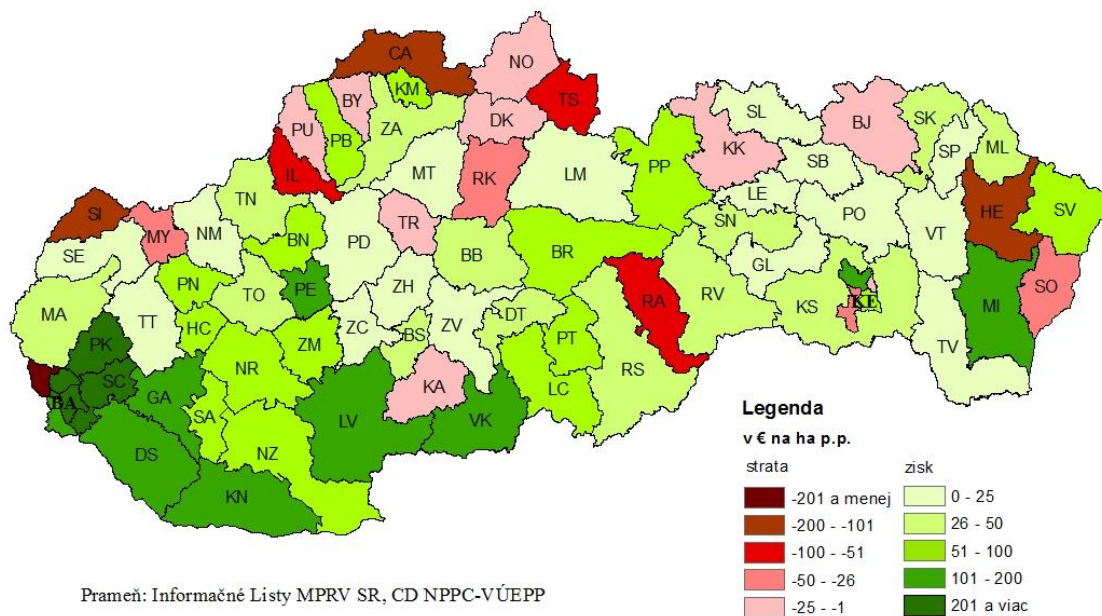 CA
NO
KM
BY
TS
PU
PB
ZA
DK
IL
MT
RK
LM
PP
KK
SL
BJ
SK
SP
ML
SB
HE
SV
LE
PO
VT
SN
GL
SI
MY
NM
TN
SE
BN
PD
TR
BB
BR
RA
RV
KS
KE
MI
SO
TV
MA
TT
PN
TO
PE
ZH
HC
ZC
ZV
BS
DT
PT
RS
PK
NR
ZM
KA
LC
BA
SC
GA
SA
LV
VK
DS
NZ
KN
Legenda
v € na ha p.p.
strata
-201 a menej
-200 - -101
-100 - -51
-50 - -26
-25 - -1
zisk
0 - 25
26 - 50
51 - 100
101 - 200
201 a viac
Prameň: Informačné Listy MPRV SR, CD NPPC-VÚEPP